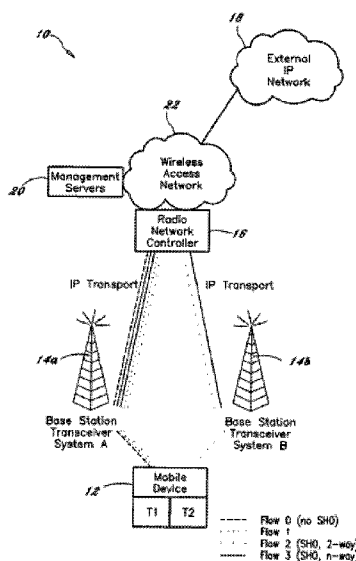 10
18
External
IP
Network
22
Wireless
Access
Network
Management
Servers
20
Radio
Network
Controller
16
IP Transport
IP Transport
14a
14b
Base Station
Transceiver
System A
Base Station
Transceiver
System B
12
Mobile
Device
T1 T2
Flow 0 (no SHO)
Flow 1
Flow 2 (SHO, 2-way)
Flow 3 (SHO, n-way)